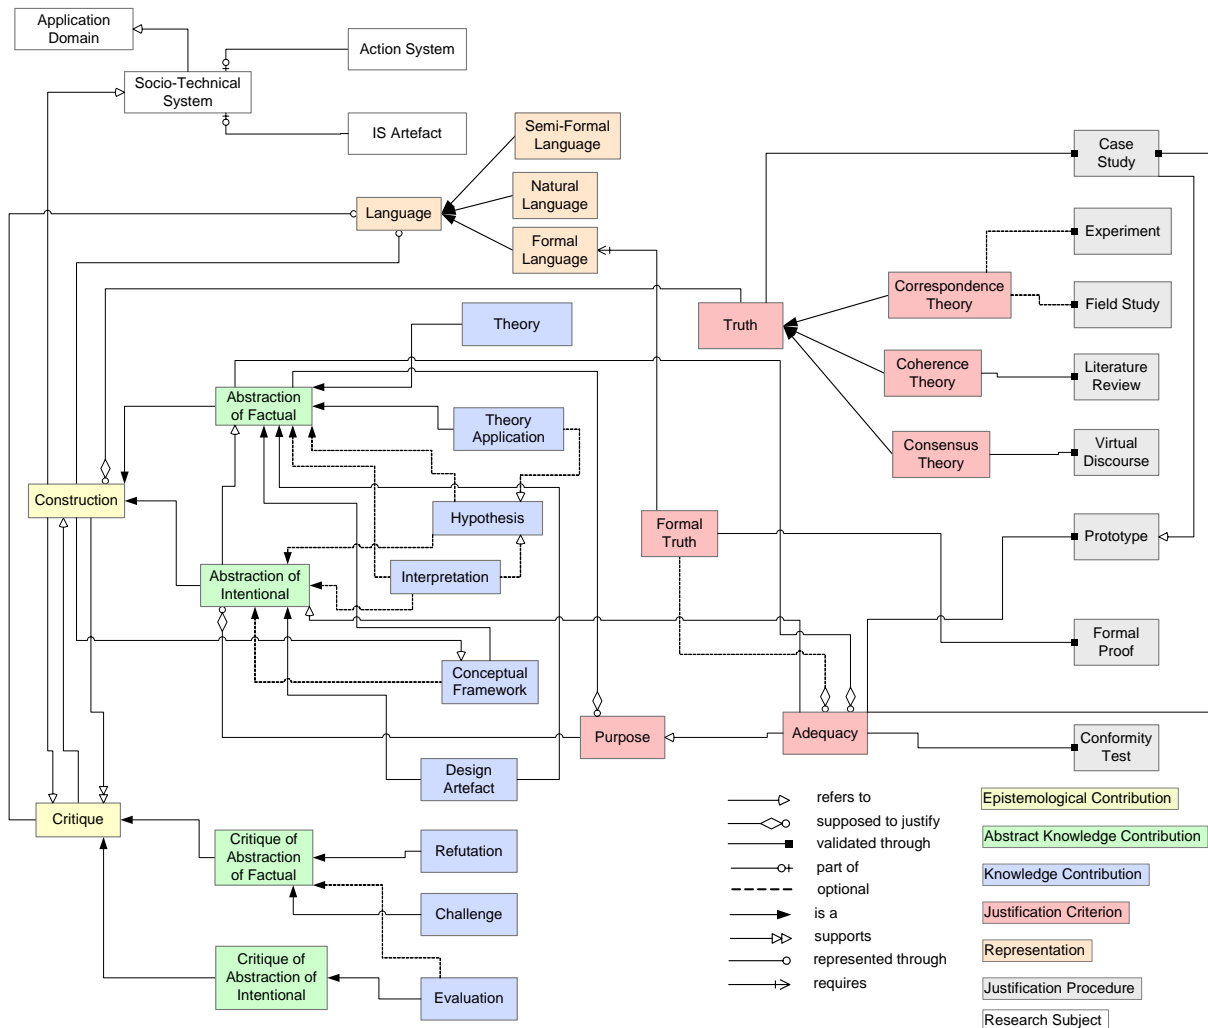 Application
Domain
Action System
Socio-Technical
System
IS Artefact
Semi-Formal
Language
Case
Study
Natural
Language
Language
Formal
Language
Experiment
Correspondence
Theory
Field Study
Theory
Truth
Coherence
Theory
Literature
Review
Abstraction
of Factual
Theory
Application
Consensus
Theory
Virtual
Discourse
Construction
Hypothesis
Formal
Truth
Prototype
Abstraction of
Intentional
Interpretation
Formal
Proof
Conceptual
Framework
Purpose
Adequacy
Conformity
Test
Design
Artefact
Critique
Critique of
Abstraction
of Factual
Refutation
Challenge
Critique of
Abstraction of
Intentional
Evaluation
refers to
supposed to justify
validated through
part of
optional
is a
supports
represented through
requires
Epistemological Contribution
Abstract Knowledge Contribution
Knowledge Contribution
Justification Criterion
Representation
Justification Procedure
Research Subject